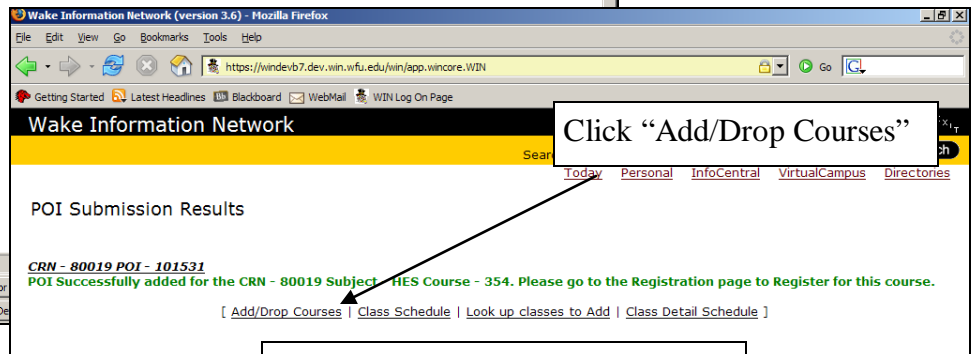 Wake Information Network (version 3.6) - Mozilla Firefox
File Edit View Go Bookmarks Tools Help
https://windevb7.dev.win.wfu.edu/win/app.wincore.WIN Go
Getting Started Latest Headlines Blackboard WebMail WIN Log On Page
Wake Information Network
Click “Add/Drop Courses”
Today Personal InfoCentral VirtualCampus Directories
POI Submission Results
CRN - 80019 POI - 101531
POI Successfully added for the CRN - 80019 Subject - HES Course - 354. Please go to the Registration page to Register for this course.
[ Add/Drop Courses | Class Schedule | Look up classes to Add | Class Detail Schedule ]